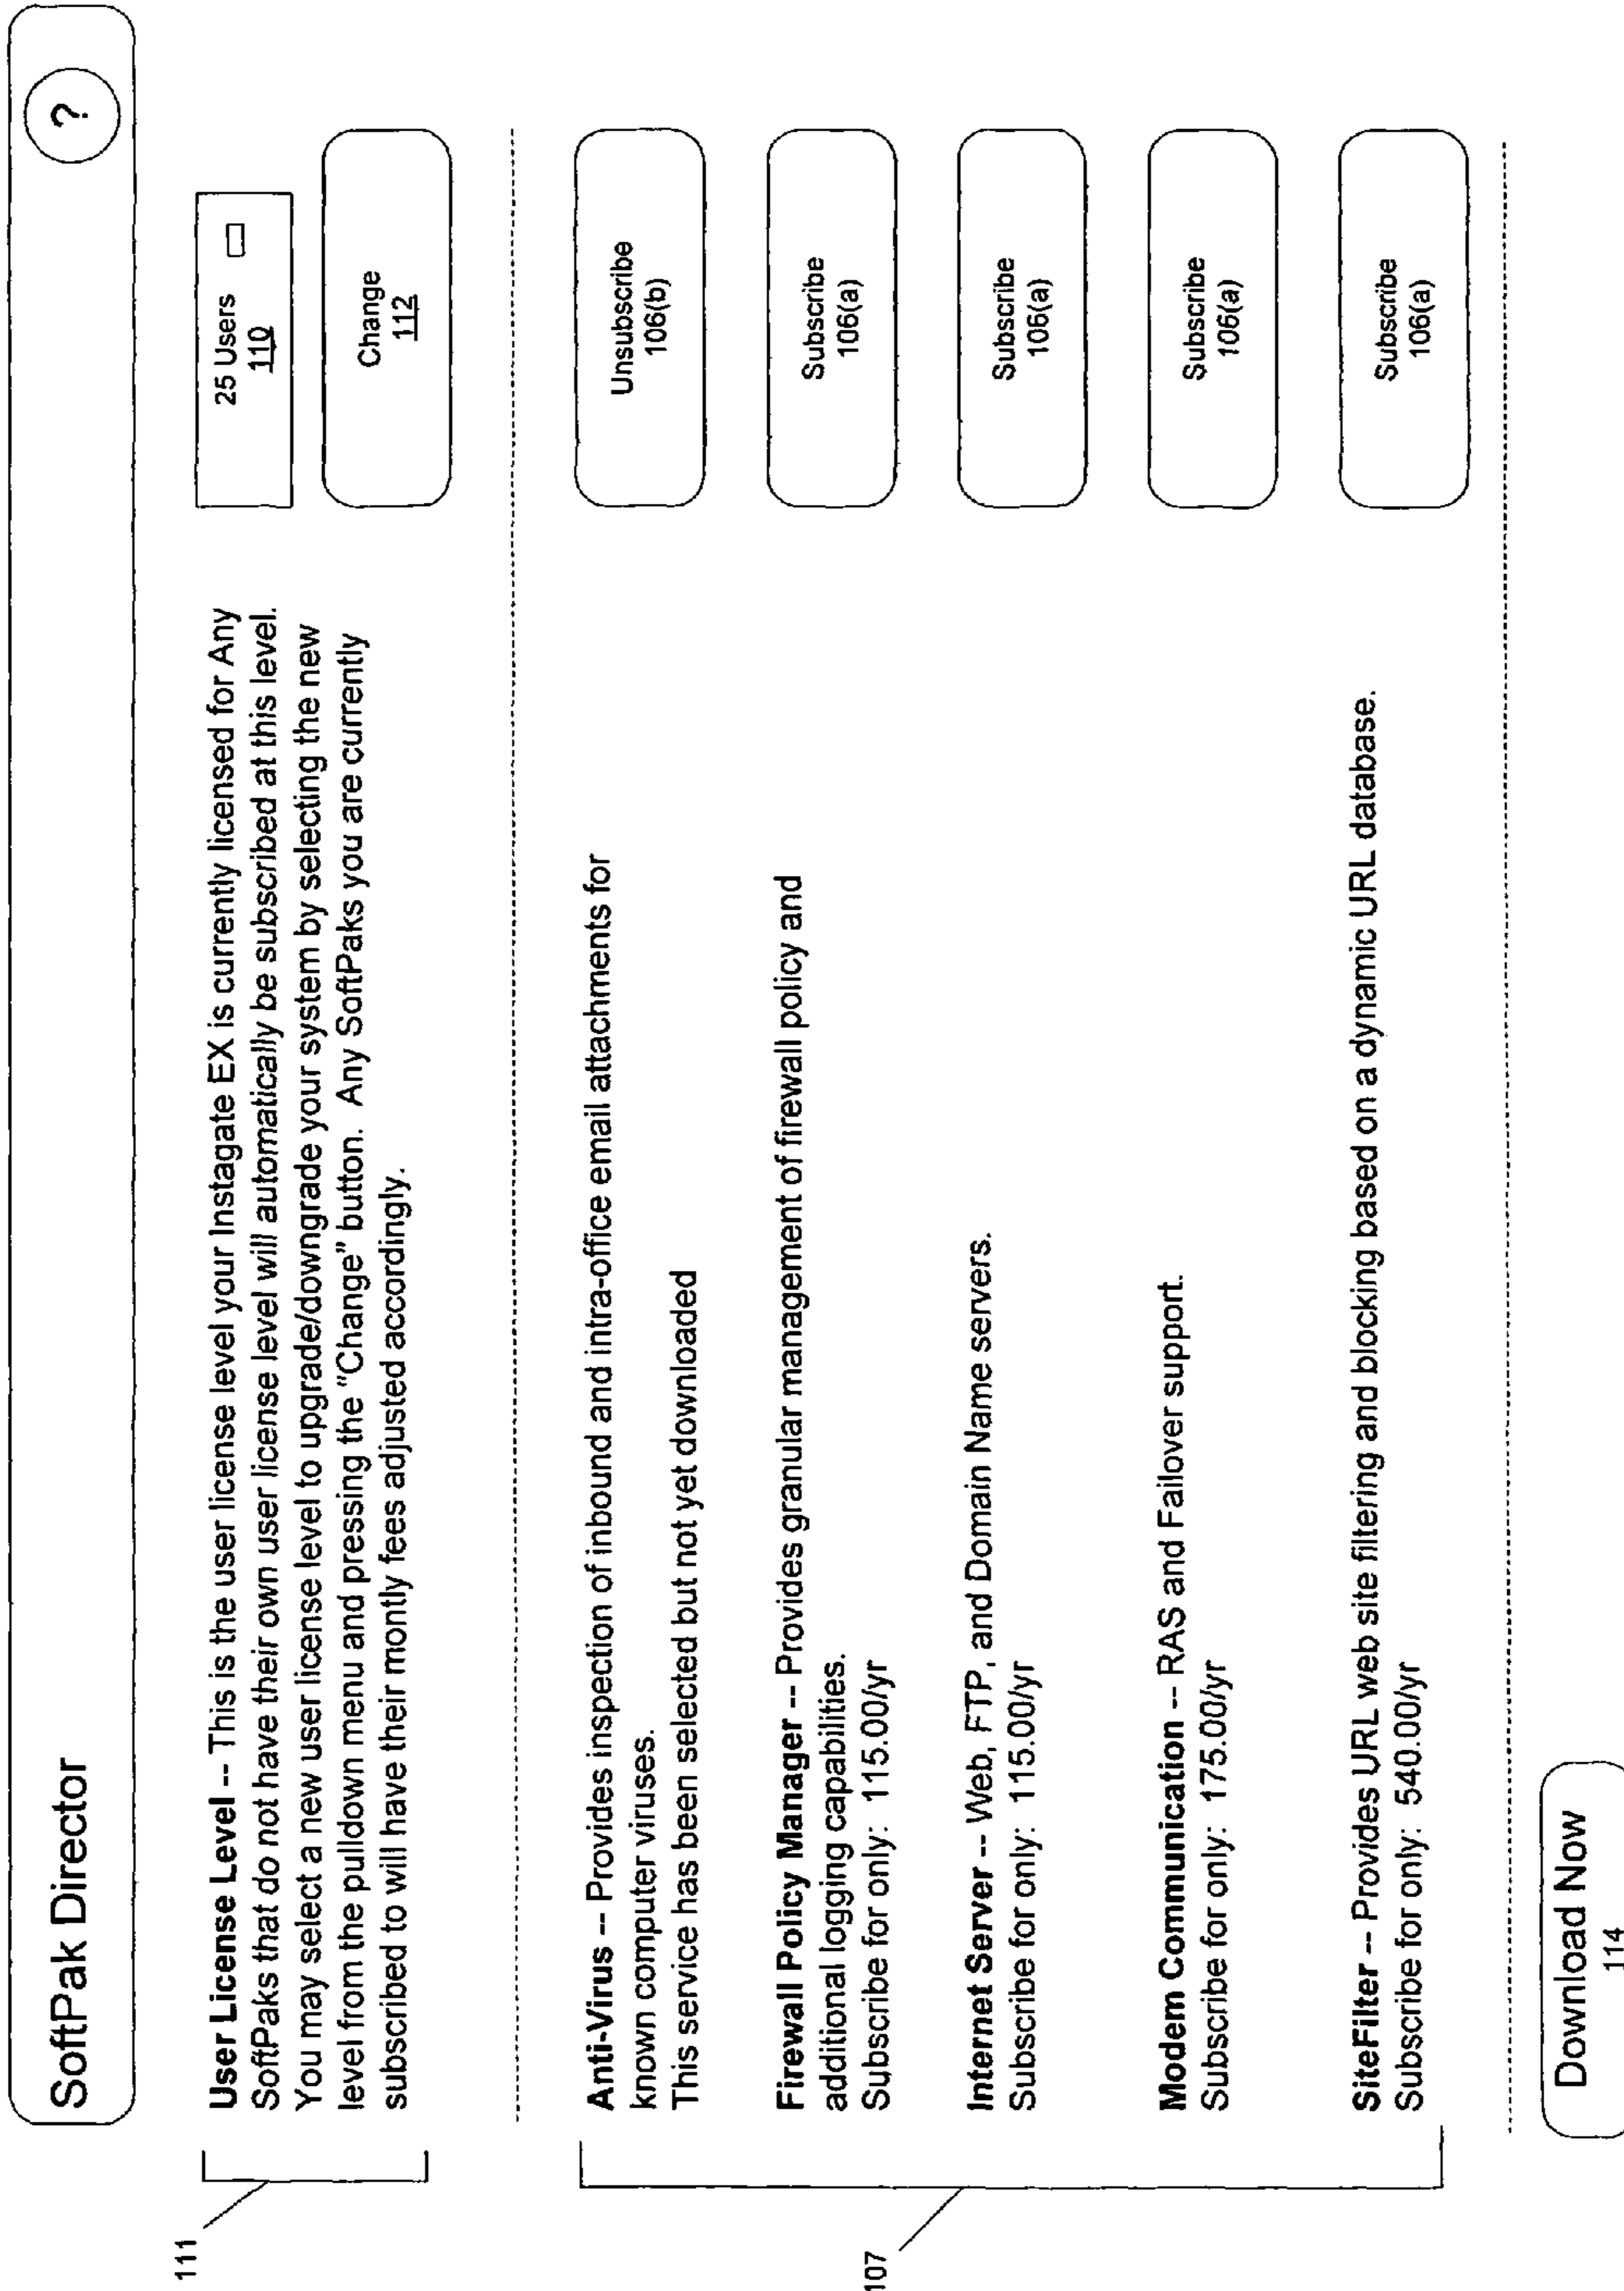 SoftPak Director
?
111
User License Level -- This is the user license level your Instagate EX is currently licensed for Any
SoftPaks that do not have their own user license level will automatically be subscribed at this level.
You may select a new user license level to upgrade/downgrade your system by selecting the new
level from the pulldown menu and pressing the "Change" button. Any SoftPaks you are currently
subscribed to will have their montly fees adjusted accordingly.
25 Users
110
Change
112
107
Anti-Virus -- Provides inspection of inbound and intra-office email attachments for
known computer viruses.
This service has been selected but not yet downloaded
Unsubscribe
106(b)
Firewall Policy Manager -- Provides granular management of firewall policy and
additional logging capabilities.
Subscribe for only: 115.00/yr
Subscribe
106(a)
Internet Server -- Web, FTP, and Domain Name servers.
Subscribe for only: 115.00/yr
Subscribe
106(a)
Modem Communication -- RAS and Failover support.
Subscribe for only: 175.00/yr
Subscribe
106(a)
SiteFilter -- Provides URL web site filtering and blocking based on a dynamic URL database.
Subscribe for only: 540.00/yr
Subscribe
106(a)
Download Now
114